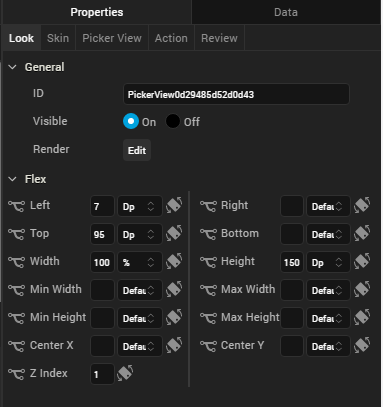 Properties Data
Look Skin Picker View Action Review
General
ID PickerView0d29485d52d0d43
Visible On Off
Render Edit
Flex
Left 7 Dp Right Defau
Top 95 Dp Bottom Defau
Width 100 % Height 150 Dp
Min Width Defau Max Width Defau
Min Height Defau Max Height Defau
Center X Defau Center Y Defau
Z Index 1